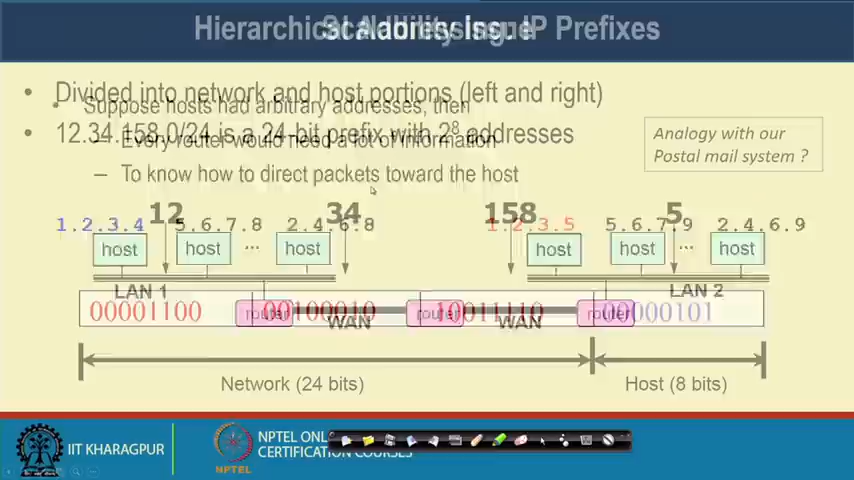 Hierarchical Addressing: IP Prefixes
Scalability Issue
• Divided into network and host portions (left and right)
• Suppose hosts had arbitrary addresses, then
• 12.34.158.0/24 is a 24-bit prefix with 2⁸ addresses
– Every router would need a lot of information
– To know how to direct packets toward the host
Analogy with our
Postal mail system ?
12 34 158 5
1.2.3.4 5.6.7.8 2.4.6.8 1.2.3.5 5.6.7.9 2.4.6.9
host host ... host host host ... host
LAN 1 LAN 2
00001100 00100010 10011110 00000101
router router router
WAN WAN
Network (24 bits) Host (8 bits)
IIT KHARAGPUR
NPTEL
NPTEL ONL
CERTIFICATION COURSES